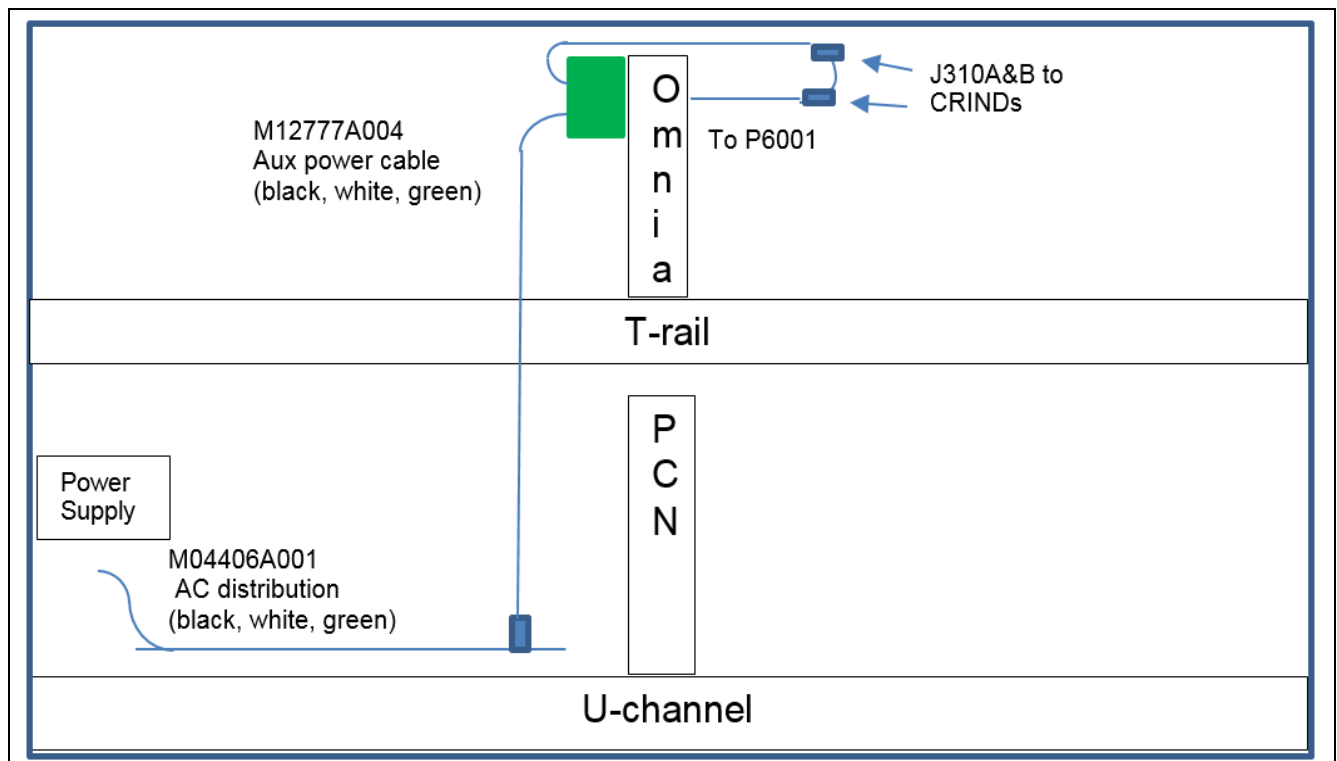 J310A&B to
CRINDs
M12777A004
Aux power cable
(black, white, green)
To P6001
O
m
n
i
a
T-rail
P
C
N
Power
Supply
M04406A001
AC distribution
(black, white, green)
U-channel